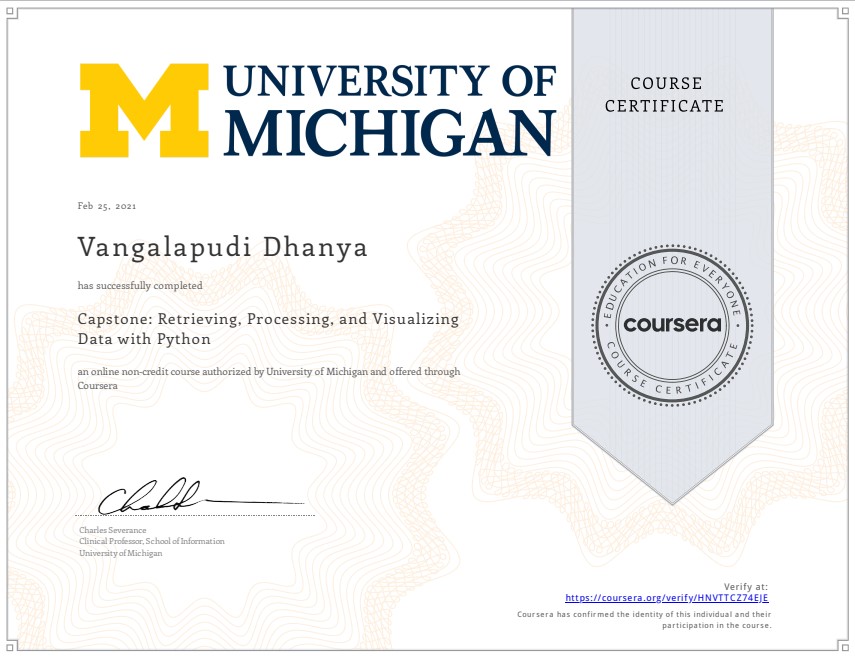 UNIVERSITY OF
MICHIGAN
COURSE
CERTIFICATE
Feb 25, 2021
Vangalapudi Dhanya
has successfully completed
Capstone: Retrieving, Processing, and Visualizing
Data with Python
an online non-credit course authorized by University of Michigan and offered through
Coursera
EDUCATION FOR EVERYONE
coursera
COURSE CERTIFICATE
Charles Severance
Clinical Professor, School of Information
University of Michigan
Verify at:
https://coursera.org/verify/HNVTTCZ74EJE
Coursera has confirmed the identity of this individual and their
participation in the course.